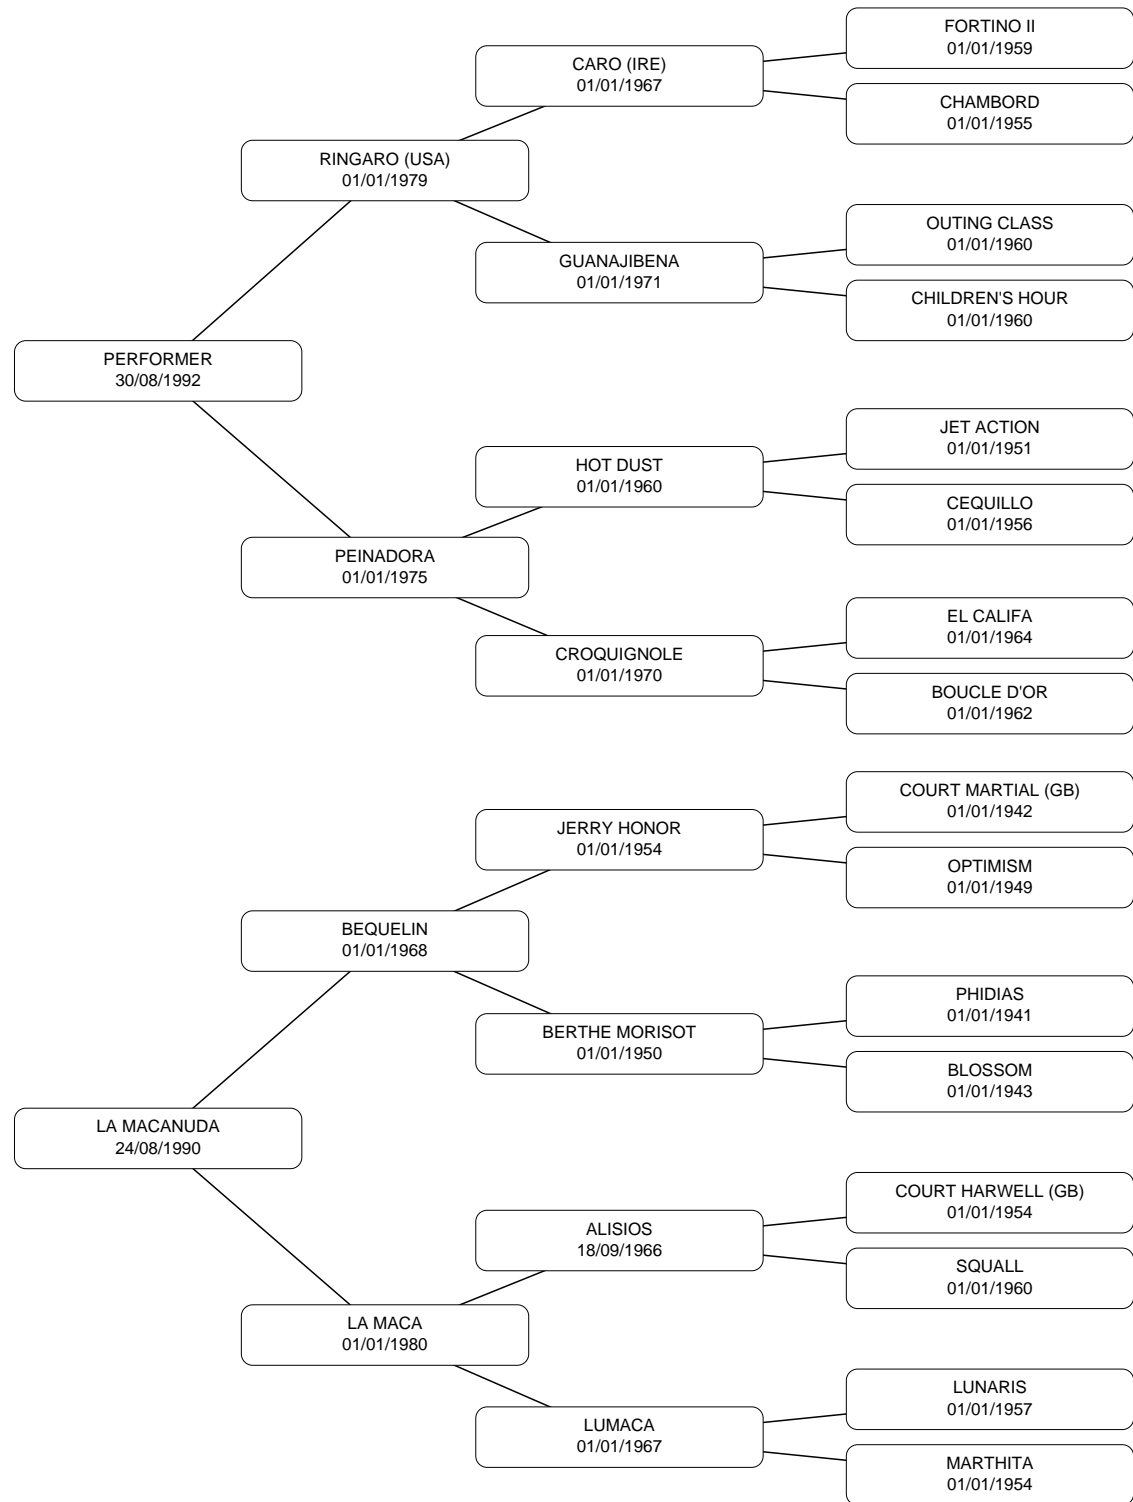 FORTINO II
01/01/1959
CARO (IRE)
01/01/1967
CHAMBORD
01/01/1955
RINGARO (USA)
01/01/1979
OUTING CLASS
01/01/1960
GUANAJIBENA
01/01/1971
CHILDREN'S HOUR
01/01/1960
PERFORMER
30/08/1992
JET ACTION
01/01/1951
HOT DUST
01/01/1960
CEQUILLO
01/01/1956
PEINADORA
01/01/1975
EL CALIFA
01/01/1964
CROQUIGNOLE
01/01/1970
BOUCLE D'OR
01/01/1962
COURT MARTIAL (GB)
01/01/1942
JERRY HONOR
01/01/1954
OPTIMISM
01/01/1949
BEQUELIN
01/01/1968
PHIDIAS
01/01/1941
BERTHE MORISOT
01/01/1950
BLOSSOM
01/01/1943
LA MACANUDA
24/08/1990
COURT HARWELL (GB)
01/01/1954
ALISIOS
18/09/1966
SQUALL
01/01/1960
LA MACA
01/01/1980
LUNARIS
01/01/1957
LUMACA
01/01/1967
MARTHITA
01/01/1954